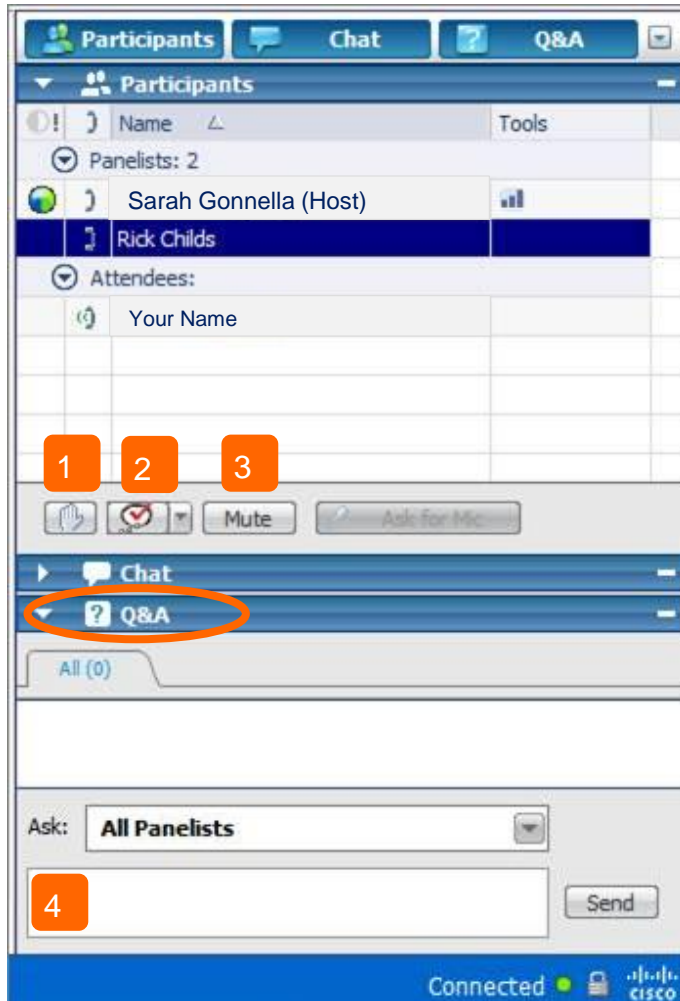 Participants Chat ? Q&A
Participants
! Name Tools
Panelists: 2
Sarah Gonnella (Host)
Rick Childs
Attendees:
Your Name
1 2 3
Mute Ask for Mic
Chat
? Q&A
All (0)
Ask: All Panelists
4
Send
Connected
CISCO